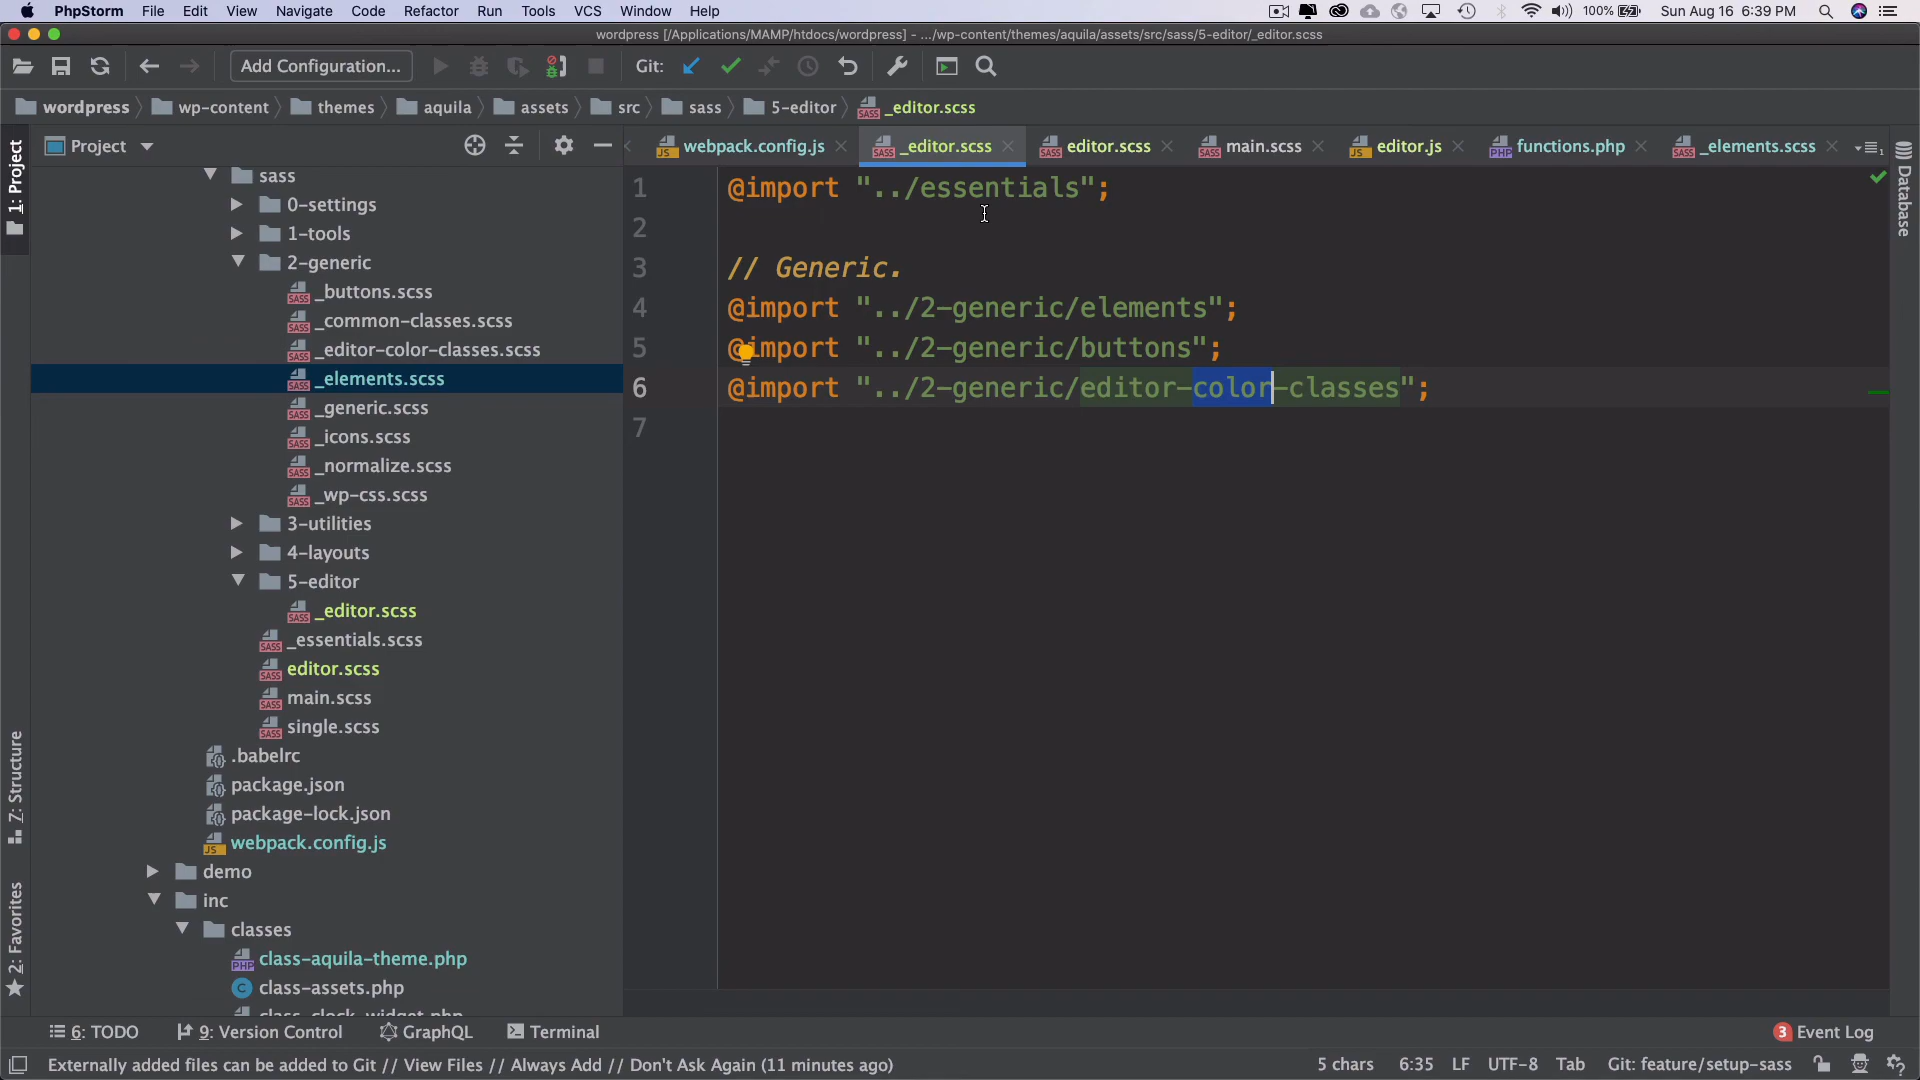 PhpStorm File Edit View Navigate Code Refactor Run Tools VCS Window Help 100% Sun Aug 16 6:39 PM
wordpress [/Applications/MAMP/htdocs/wordpress] - .../wp-content/themes/aquila/assets/src/sass/5-editor/_editor.scss
Add Configuration... Git:
wordpress wp-content themes aquila assets src sass 5-editor _editor.scss
Project webpack.config.js _editor.scss editor.scss main.scss editor.js functions.php _elements.scss
1: Project
Z: Structure
2: Favorites
Database
sass
0-settings
1-tools
2-generic
_buttons.scss
_common-classes.scss
_editor-color-classes.scss
_elements.scss
_generic.scss
_icons.scss
_normalize.scss
_wp-css.scss
3-utilities
4-layouts
5-editor
_editor.scss
_essentials.scss
editor.scss
main.scss
single.scss
.babelrc
package.json
package-lock.json
webpack.config.js
demo
inc
classes
class-aquila-theme.php
class-assets.php
class-clock-widget.php
1 @import "../essentials";
2
3 // Generic.
4 @import "../2-generic/elements";
5 @import "../2-generic/buttons";
6 @import "../2-generic/editor-color-classes";
7
6: TODO 9: Version Control GraphQL Terminal 3 Event Log
Externally added files can be added to Git // View Files // Always Add // Don't Ask Again (11 minutes ago) 5 chars 6:35 LF UTF-8 Tab Git: feature/setup-sass